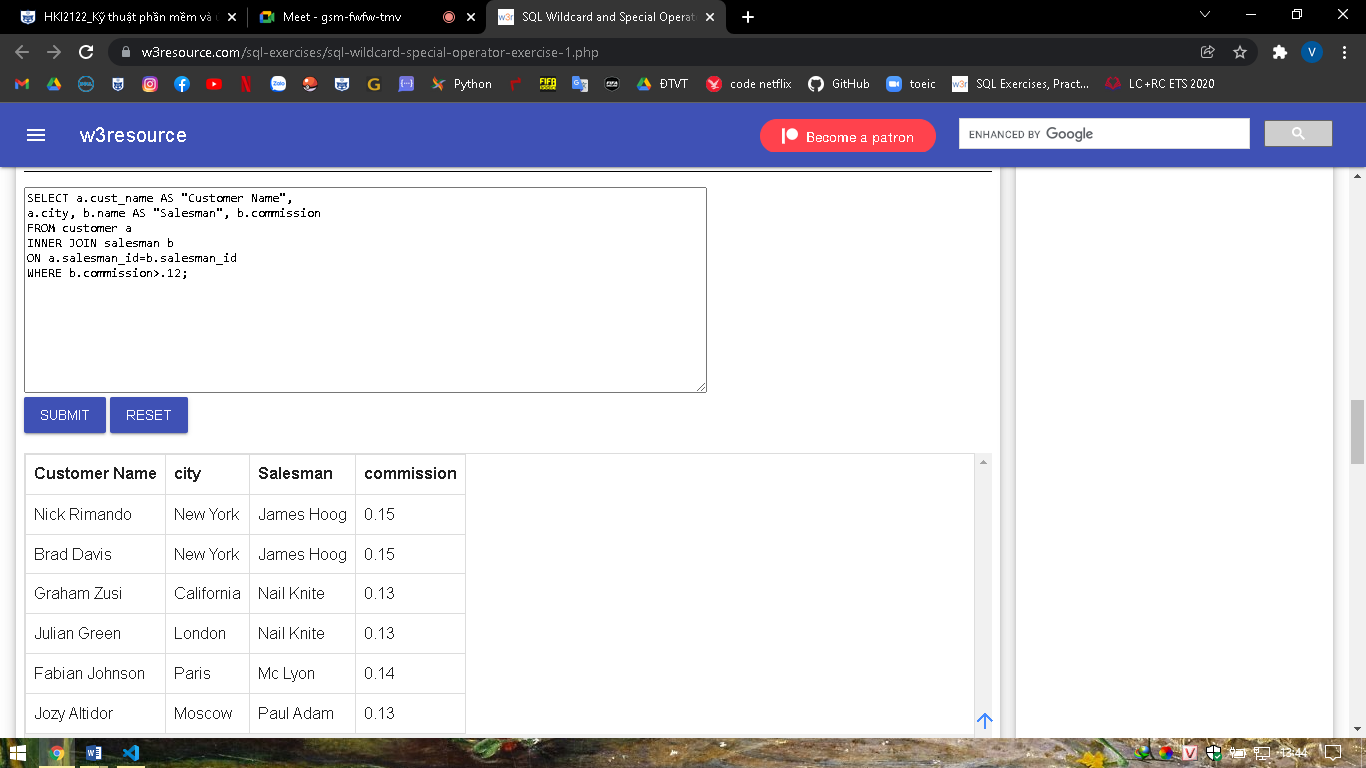 HKI2122_Kỹ thuật phần mềm và
Meet - gsm-fwfw-tmv
SQL Wildcard and Special Operat
w3resource.com/sql-exercises/sql-wildcard-special-operator-exercise-1.php
V
Python
ĐTVT
code netflix
GitHub
toeic
w3r
SQL Exercises, Pract...
LC+RC ETS 2020
w3resource
Become a patron
ENHANCED BY Google
SELECT a.cust_name AS "Customer Name",
a.city, b.name AS "Salesman", b.commission
FROM customer a
INNER JOIN salesman b
ON a.salesman_id=b.salesman_id
WHERE b.commission>.12;
SUBMIT RESET
Customer Name city Salesman commission
Nick Rimando New York James Hoog 0.15
Brad Davis New York James Hoog 0.15
Graham Zusi California Nail Knite 0.13
Julian Green London Nail Knite 0.13
Fabian Johnson Paris Mc Lyon 0.14
Jozy Altidor Moscow Paul Adam 0.13
13:44